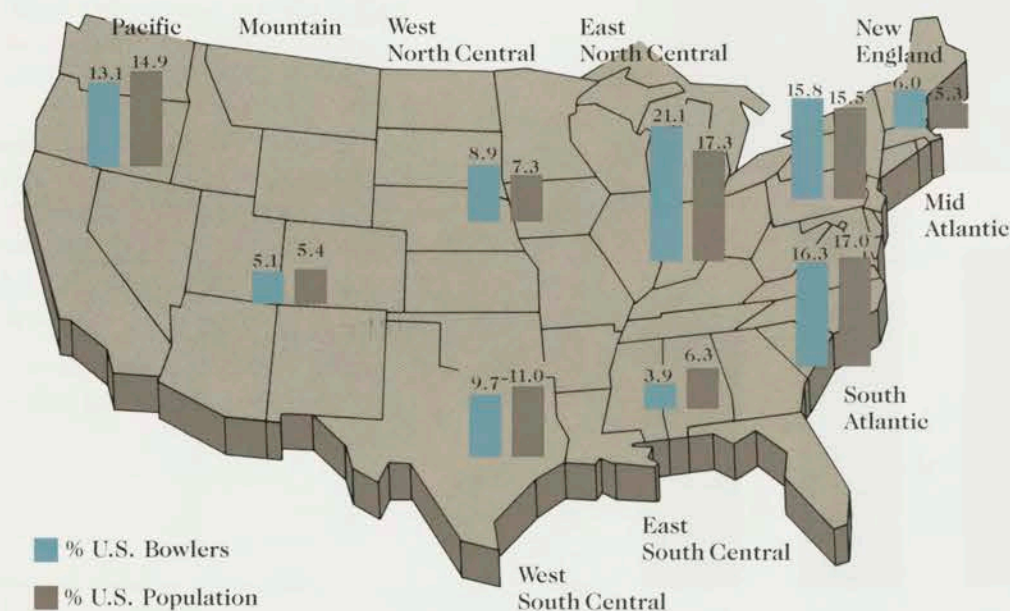 Pacific
13.1 14.9
Mountain
5.1 5.4
West
North Central
8.9 7.3
East
North Central
21.1 17.3
New
England
6.0 5.3
15.8 15.5
Mid
Atlantic
16.3 17.0
South
Atlantic
3.9 6.3
East
South Central
9.7 11.0
West
South Central
% U.S. Bowlers
% U.S. Population